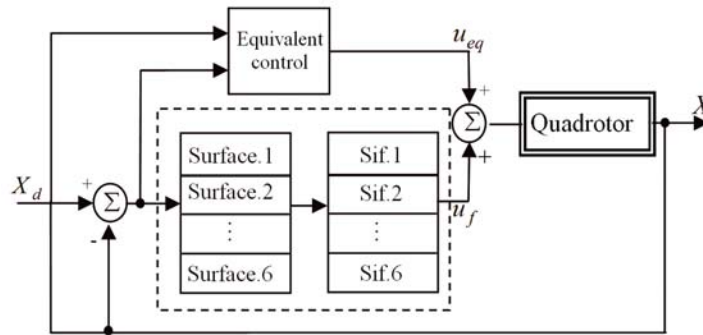 Equivalent
control
u_eq
+
Σ
+
Quadrotor
X
X_d
+
Σ
-
Surface.1
Surface.2
⋮
Surface.6
Sif.1
Sif.2
⋮
Sif.6
u_f